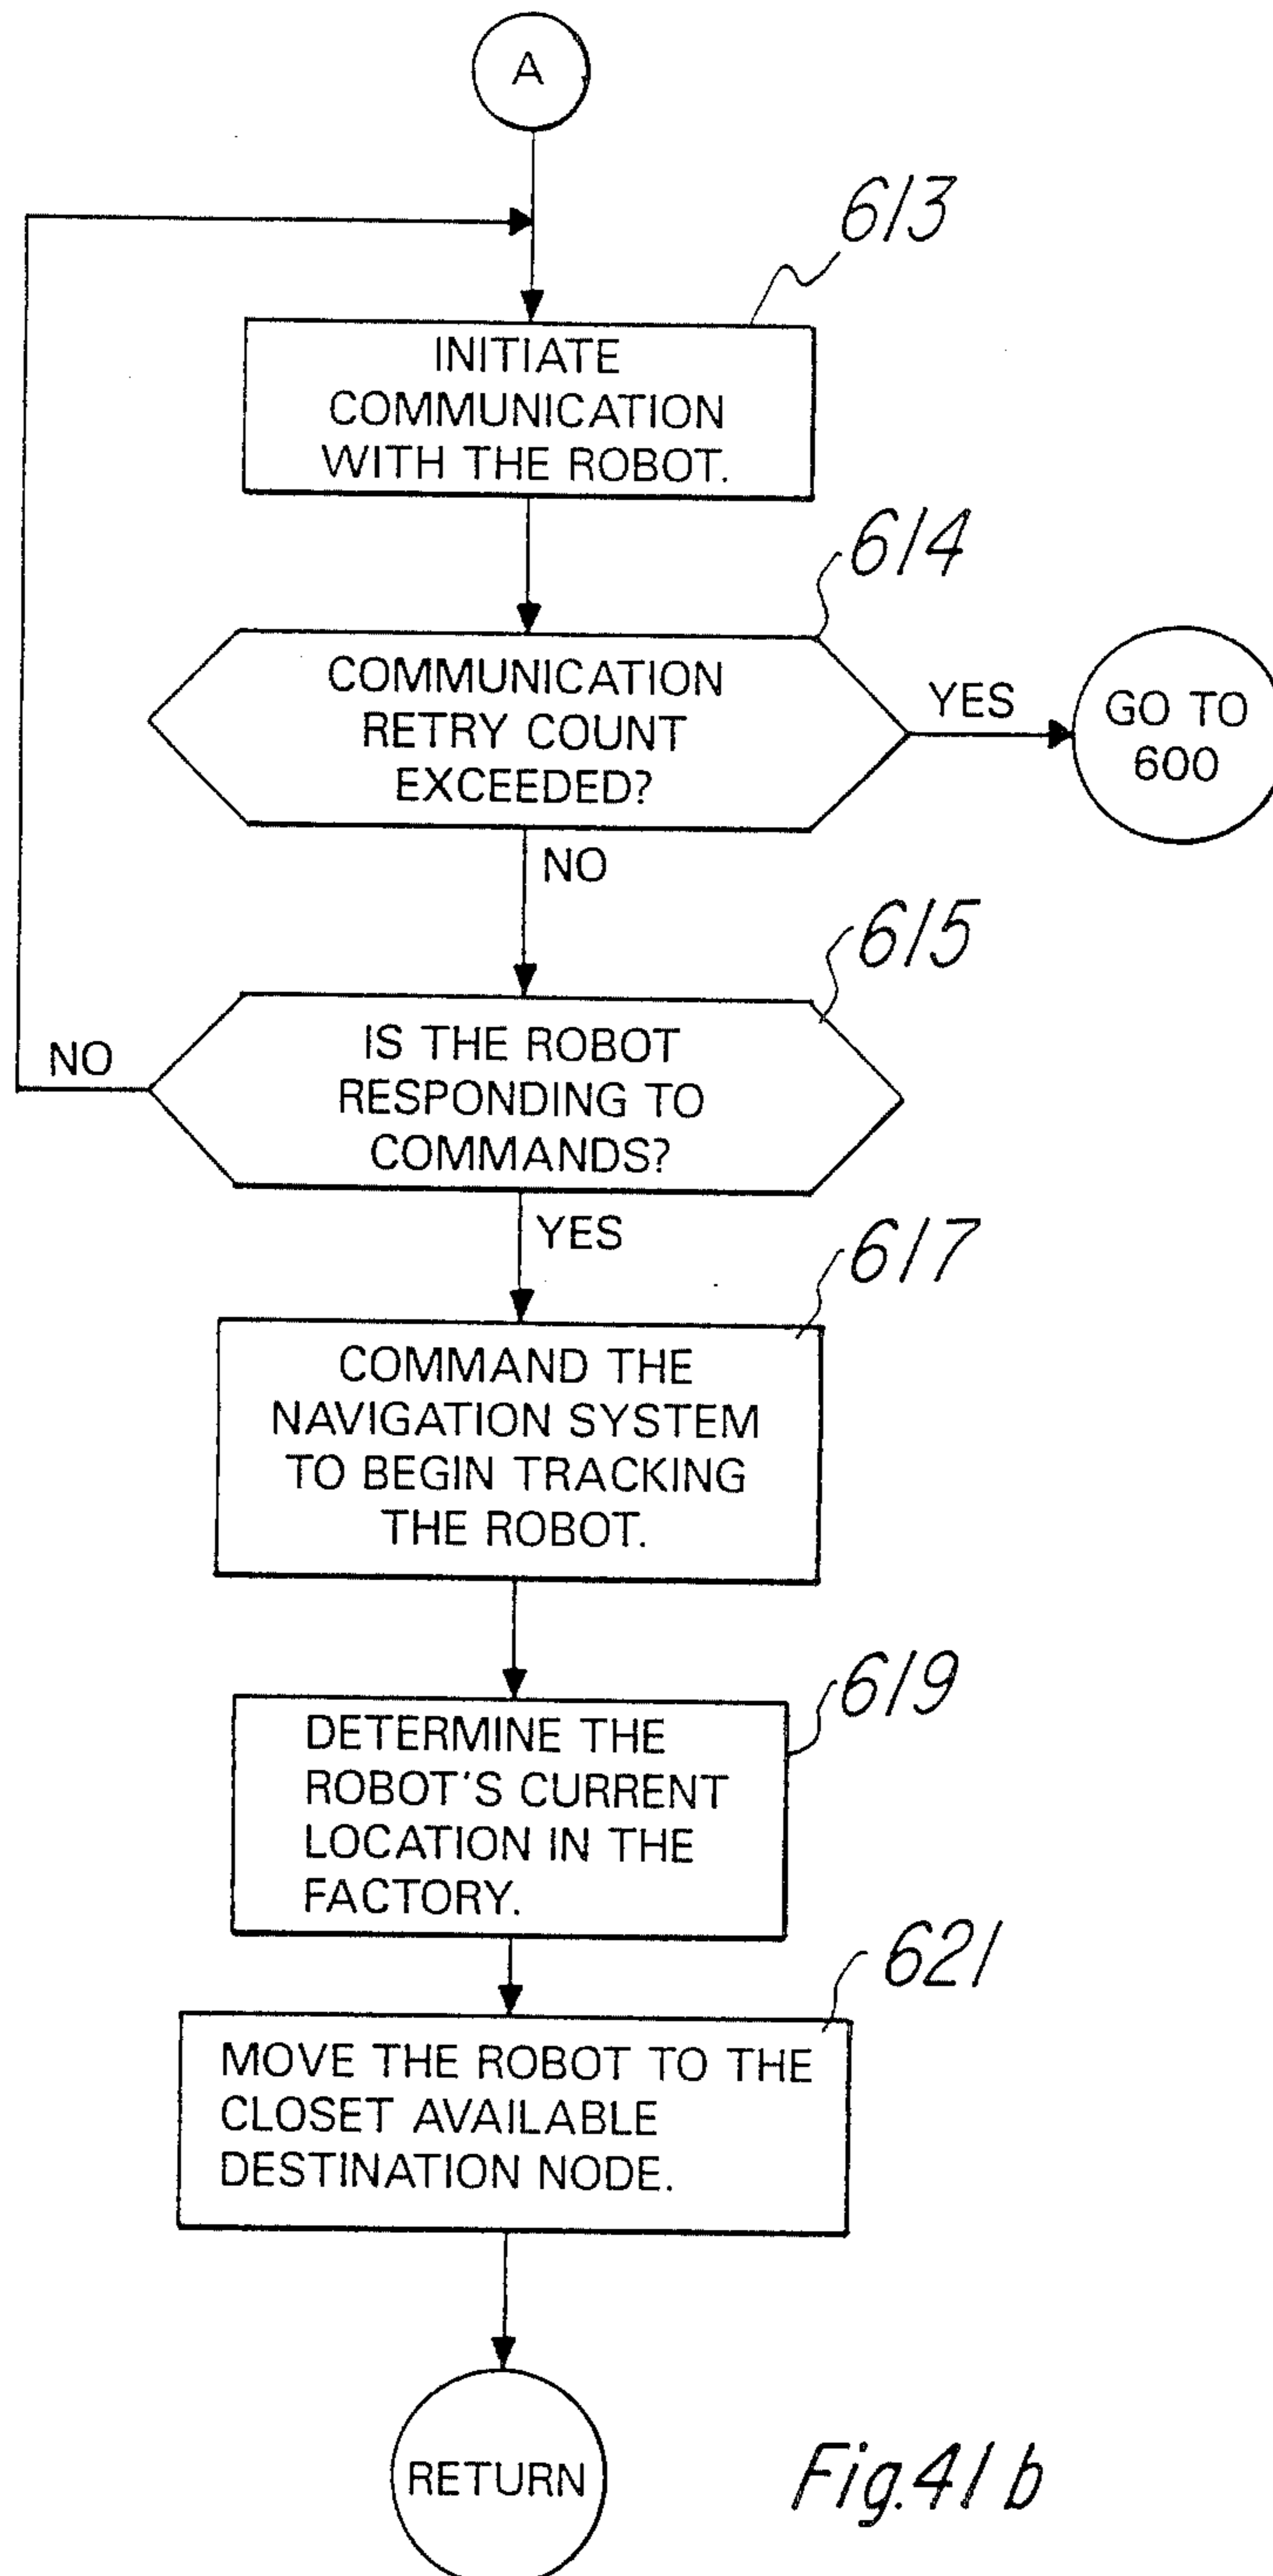 A
613
INITIATE
COMMUNICATION
WITH THE ROBOT.
614
COMMUNICATION
RETRY COUNT
EXCEEDED?
YES
GO TO
600
NO
615
IS THE ROBOT
RESPONDING TO
COMMANDS?
NO
YES
617
COMMAND THE
NAVIGATION SYSTEM
TO BEGIN TRACKING
THE ROBOT.
619
DETERMINE THE
ROBOT'S CURRENT
LOCATION IN THE
FACTORY.
621
MOVE THE ROBOT TO THE
CLOSET AVAILABLE
DESTINATION NODE.
RETURN
Fig.41b